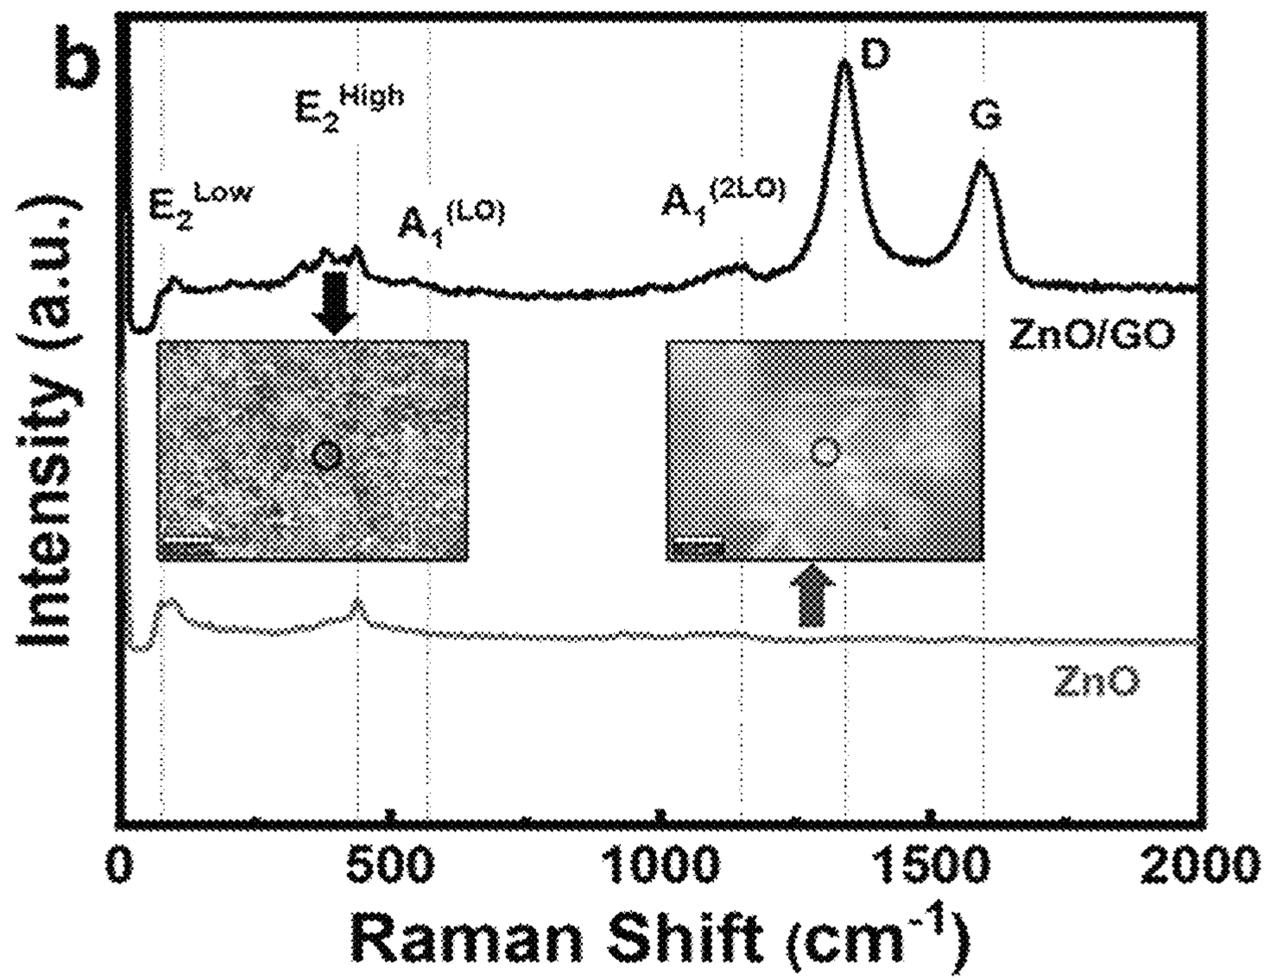 b
D
E₂ᴴⁱᵍʰ
G
E₂ᴸᵒʷ
A₁⁽ᴸᴼ⁾
A₁⁽²ᴸᴼ⁾
ZnO/GO
ZnO
Intensity (a.u.)
0 500 1000 1500 2000
Raman Shift (cm⁻¹)